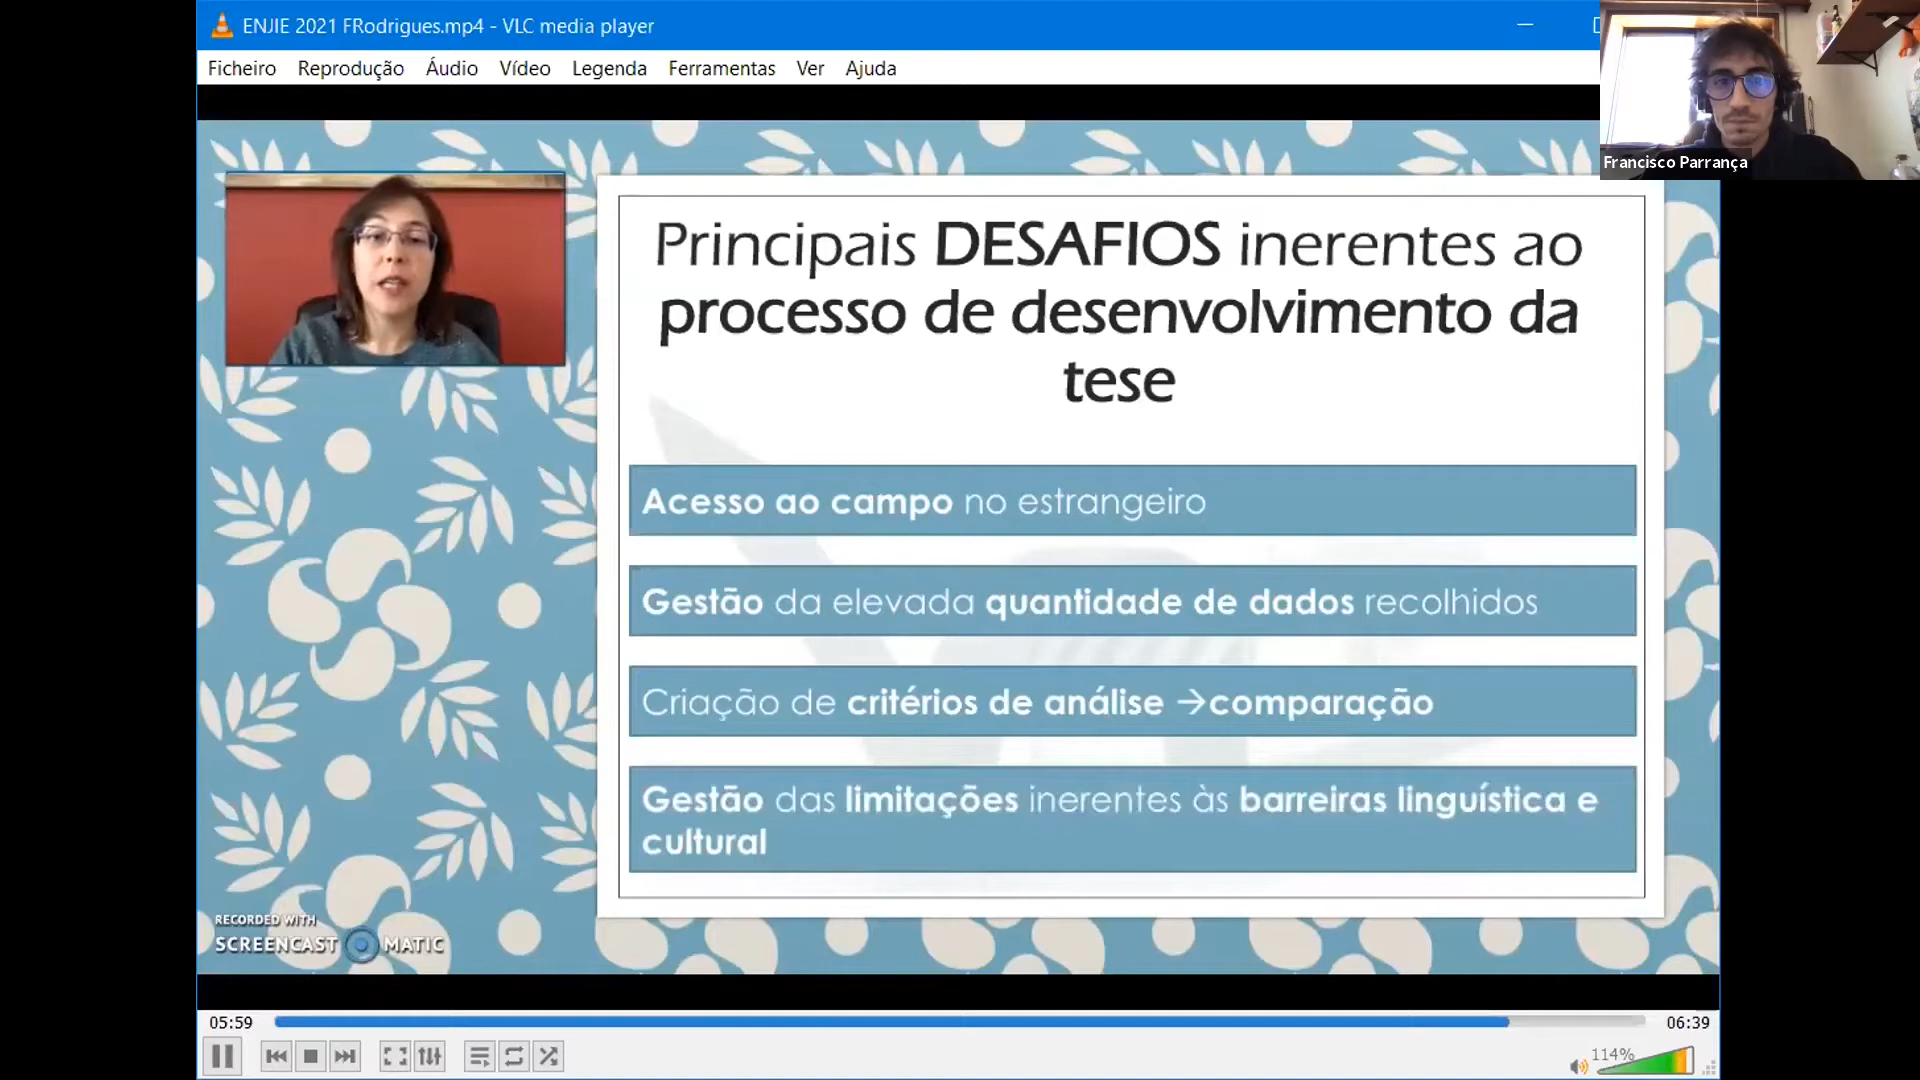 ENJIE 2021 FRodrigues.mp4 - VLC media player
Ficheiro Reprodução Áudio Vídeo Legenda Ferramentas Ver Ajuda
Francisco Parrança
Principais DESAFIOS inerentes ao
processo de desenvolvimento da
tese
Acesso ao campo no estrangeiro
Gestão da elevada quantidade de dados recolhidos
Criação de critérios de análise →comparação
Gestão das limitações inerentes às barreiras linguística e
cultural
RECORDED WITH
SCREENCAST MATIC
05:59
06:39
114%